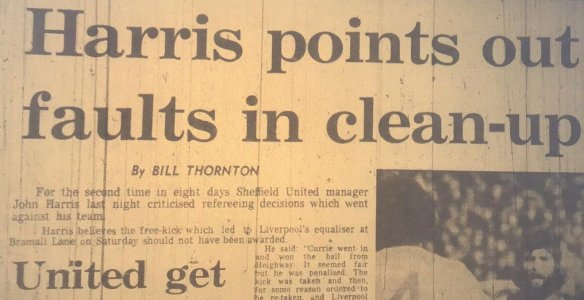 Harris points out
faults in clean-up
By BILL THORNTON
For the second time in eight days Sheffield United manager
John Harris last night criticised refereeing decisions which went
against his team.
Harris believes the free-kick which led to Liverpool's equaliser at
Bramall Lane on Saturday should not have been awarded.
United get
He said: "Currie went in
and won the ball from
Heighway. It seemed fair
but he was penalised. The
kick was taken and then,
for some reason ordered to
be re-taken, and Liverpool